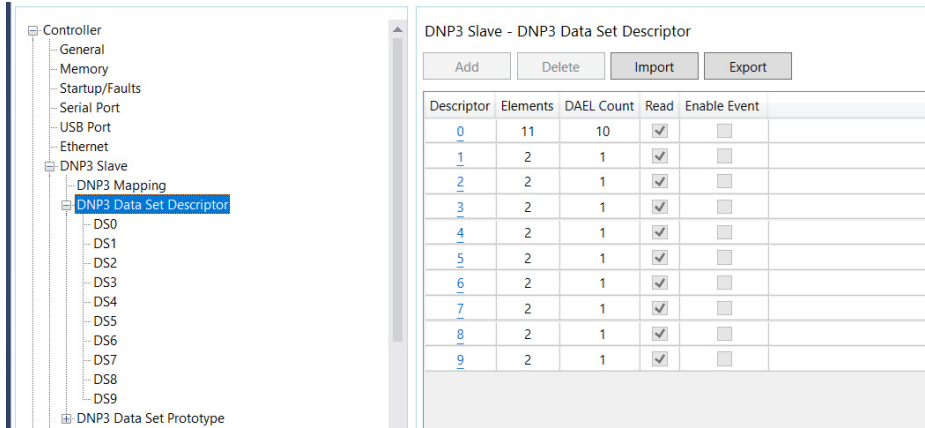 Controller
General
Memory
Startup/Faults
Serial Port
USB Port
Ethernet
DNP3 Slave
DNP3 Mapping
DNP3 Data Set Descriptor
DS0
DS1
DS2
DS3
DS4
DS5
DS6
DS7
DS8
DS9
DNP3 Data Set Prototype
DNP3 Slave - DNP3 Data Set Descriptor
Add Delete Import Export
Descriptor Elements DAEL Count Read Enable Event
0 11 10
1 2 1
2 2 1
3 2 1
4 2 1
5 2 1
6 2 1
7 2 1
8 2 1
9 2 1